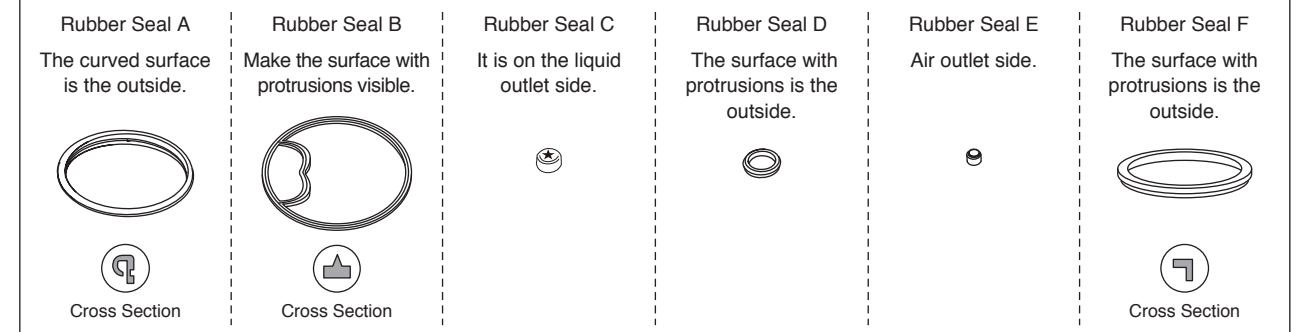 Rubber Seal A
The curved surface
is the outside.
Cross Section
Rubber Seal B
Make the surface with
protrusions visible.
Cross Section
Rubber Seal C
It is on the liquid
outlet side.
Rubber Seal D
The surface with
protrusions is the
outside.
Rubber Seal E
Air outlet side.
Rubber Seal F
The surface with
protrusions is the
outside.
Cross Section